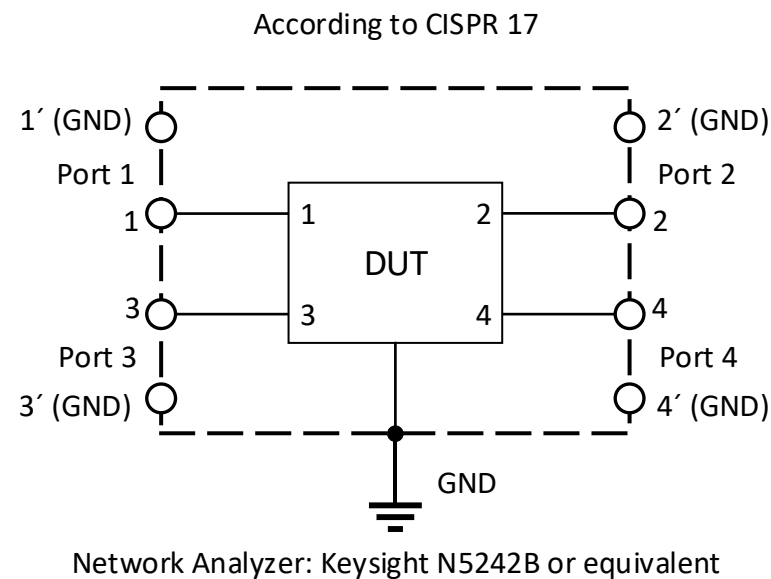 According to CISPR 17
1´ (GND)
2´ (GND)
Port 1
Port 2
1
1
2
2
DUT
3
3
4
4
Port 3
Port 4
3´ (GND)
4´ (GND)
GND
Network Analyzer: Keysight N5242B or equivalent